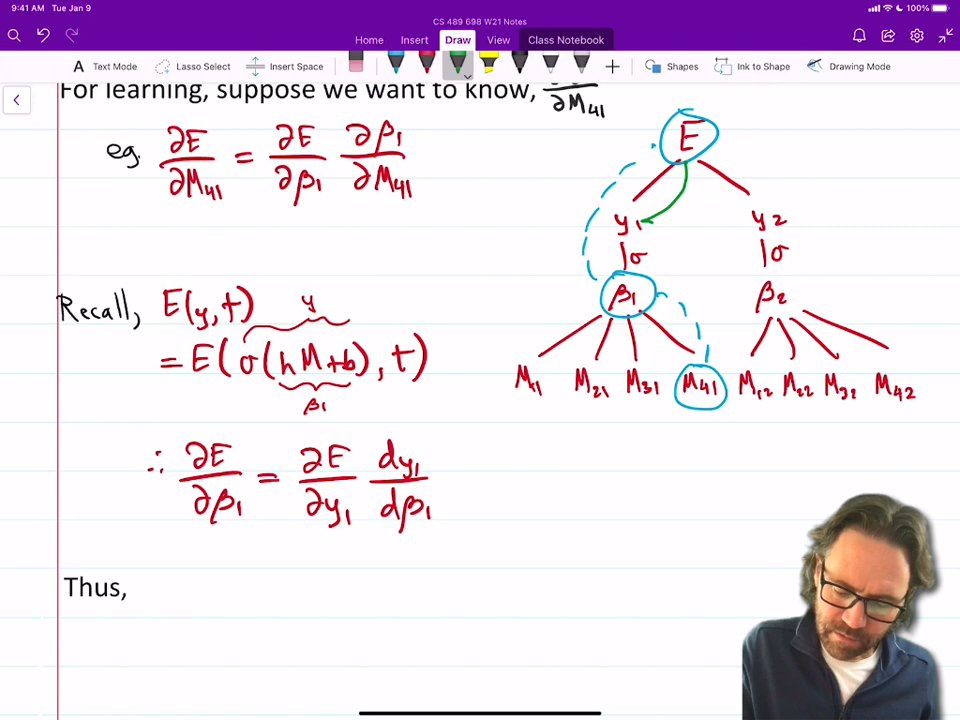 9:41 AM Tue Jan 9
100%
CS 489 698 W21 Notes
Home Insert Draw View Class Notebook
Text Mode Lasso Select Insert Space Shapes Ink to Shape Drawing Mode
For learning, suppose we want to know, ∂M₄₁
eg. ∂E/∂M₄₁ = ∂E/∂β₁ ∂β₁/∂M₄₁
E
y₁ y₂
σ σ
β₁ β₂
M₁₁ M₂₁ M₃₁ M₄₁ M₁₂ M₂₂ M₃₂ M₄₂
Recall, E(y,t)
y
= E(σ(hM+b), t)
β₁
∴ ∂E/∂β₁ = ∂E/∂y₁ dy₁/dβ₁
Thus,